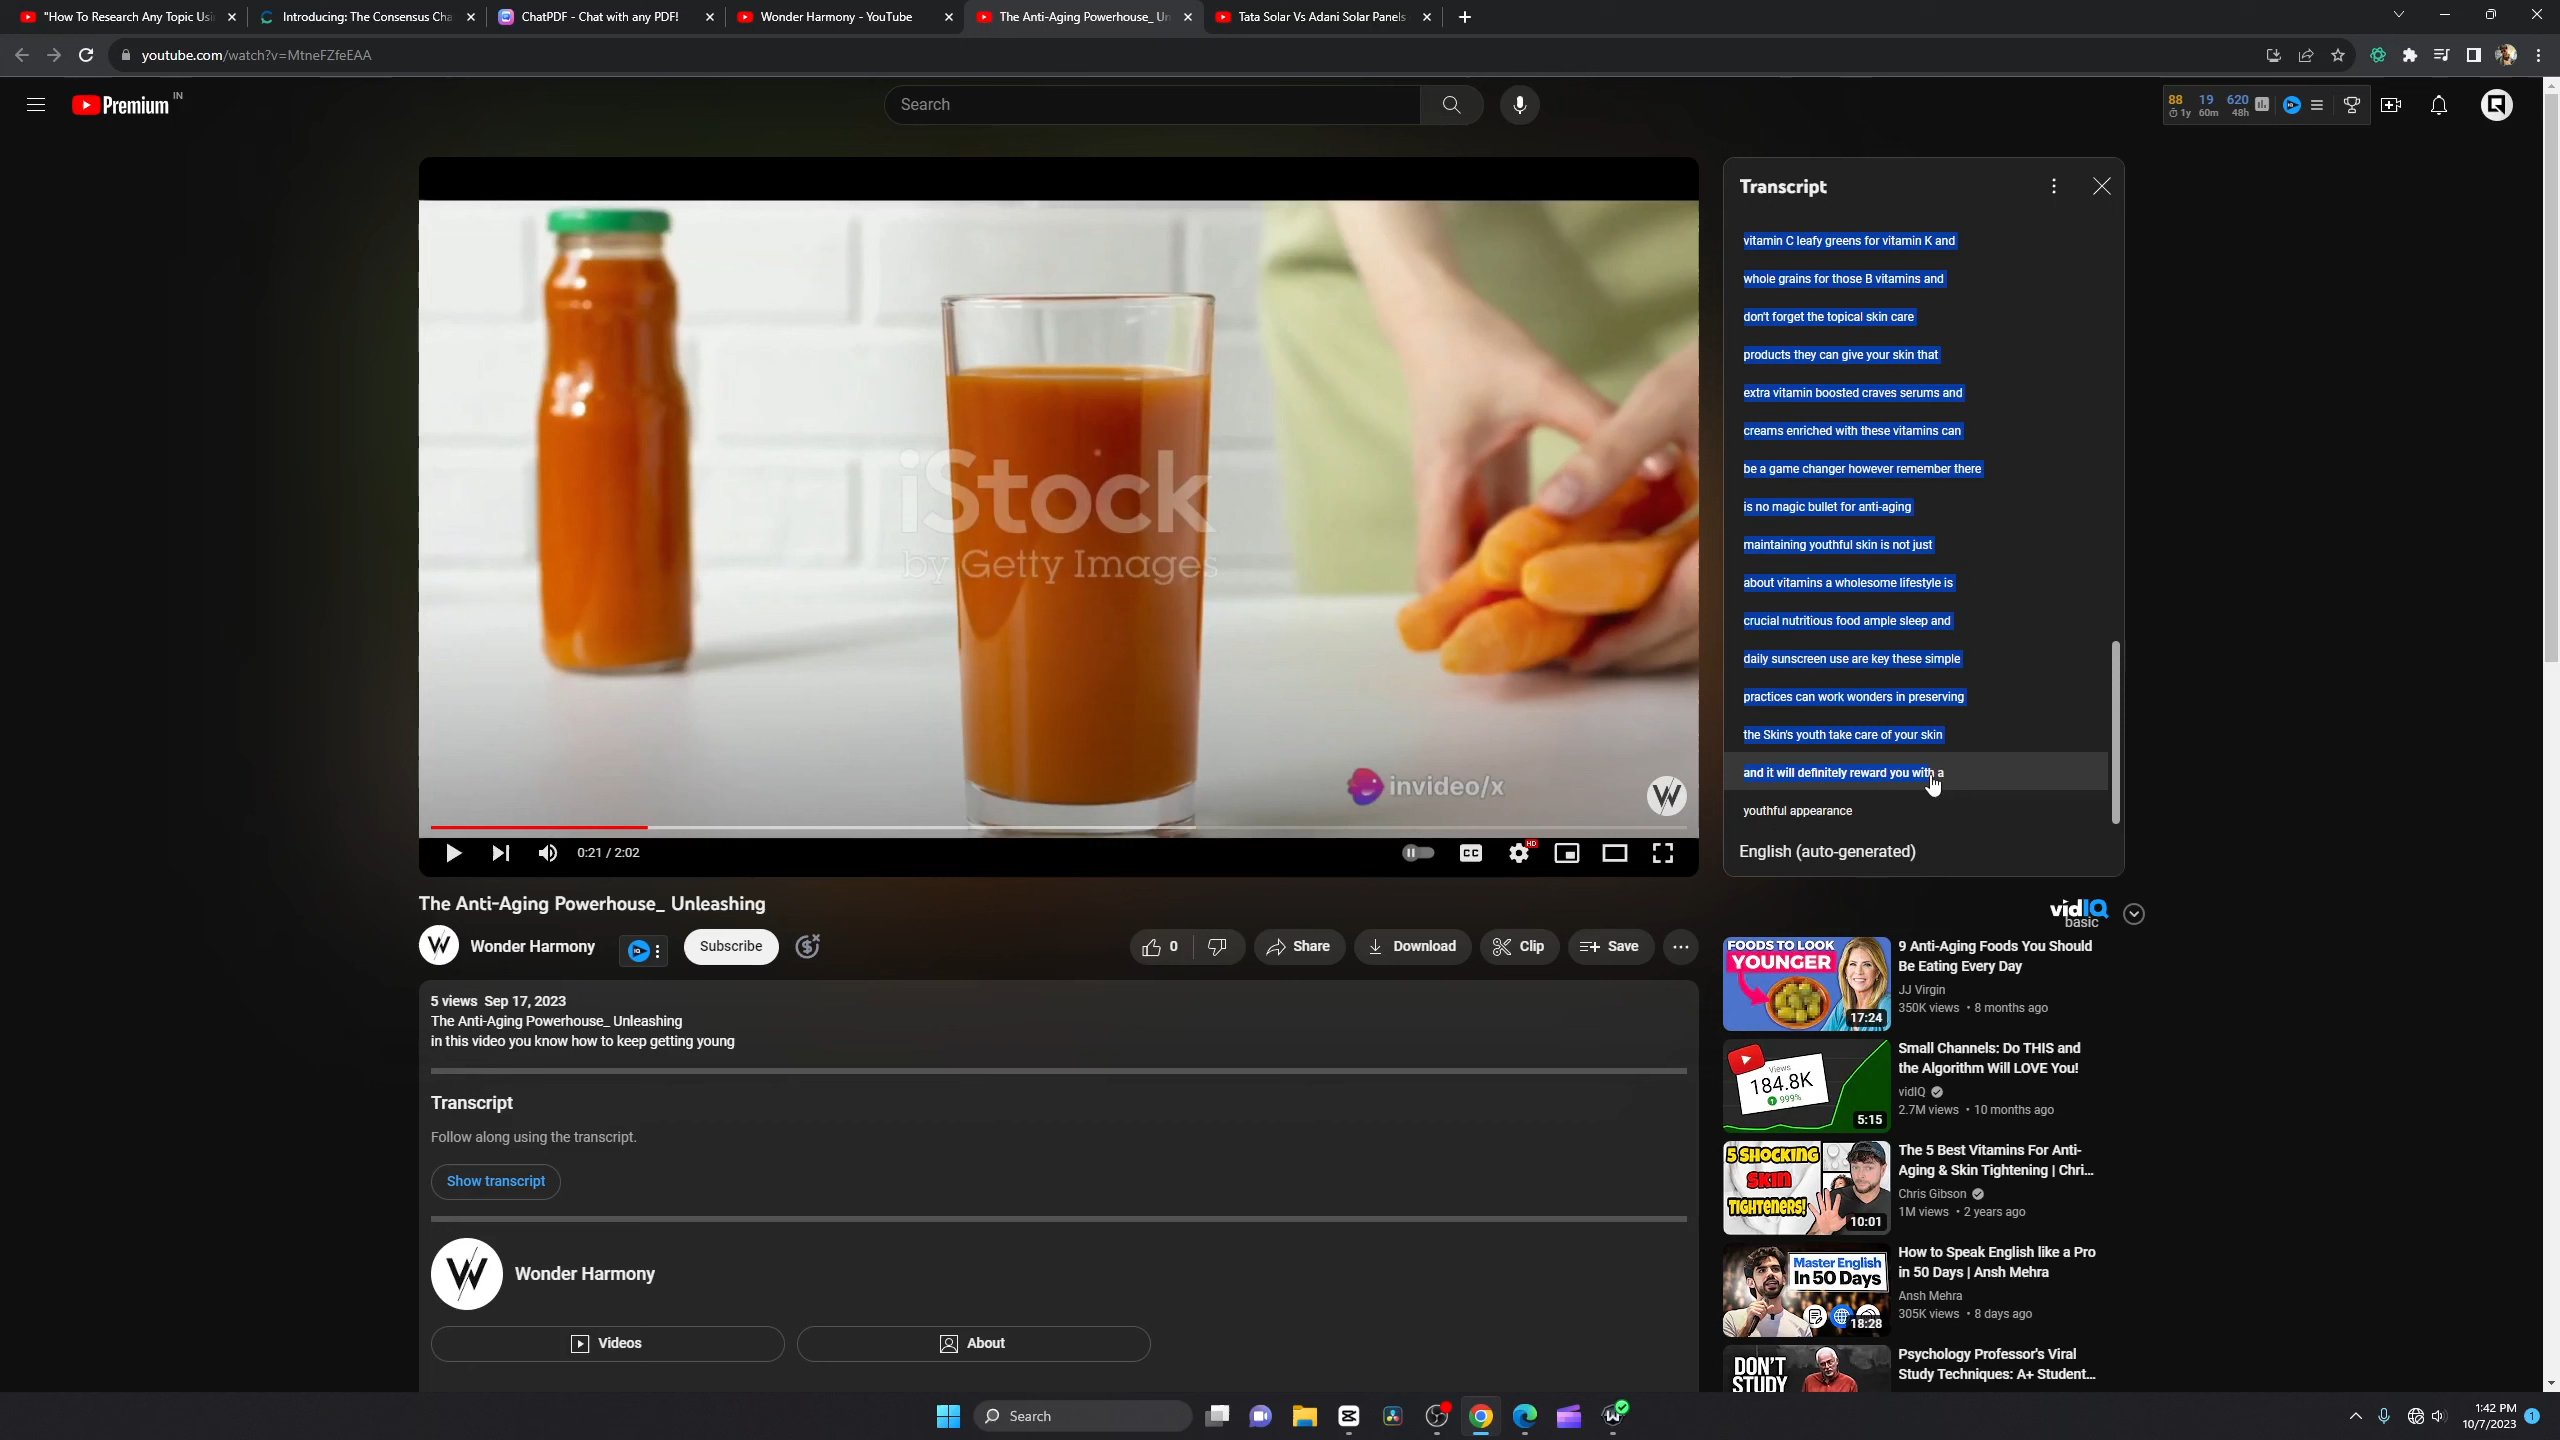 "How To Research Any Topic Usi
Introducing: The Consensus Cha
ChatPDF - Chat with any PDF!
Wonder Harmony - YouTube
The Anti-Aging Powerhouse_ Un
Tata Solar Vs Adani Solar Panels
youtube.com/watch?v=MtneFZfeEAA
Premium IN
Search
88 19 620
1y 60m 48h
Transcript
vitamin C leafy greens for vitamin K and
whole grains for those B vitamins and
don't forget the topical skin care
products they can give your skin that
extra vitamin boosted craves serums and
creams enriched with these vitamins can
be a game changer however remember there
is no magic bullet for anti-aging
maintaining youthful skin is not just
about vitamins a wholesome lifestyle is
crucial nutritious food ample sleep and
daily sunscreen use are key these simple
practices can work wonders in preserving
the Skin's youth take care of your skin
and it will definitely reward you with a
youthful appearance
English (auto-generated)
iStock
by Getty Images
invideo/x
W
0:21 / 2:02
CC
HD
The Anti-Aging Powerhouse_ Unleashing
W
Wonder Harmony
Subscribe
0
Share
Download
Clip
Save
5 views Sep 17, 2023
The Anti-Aging Powerhouse_ Unleashing
in this video you know how to keep getting young
Transcript
Follow along using the transcript.
Show transcript
W
Wonder Harmony
Videos
About
vidIQ
basic
FOODS TO LOOK
YOUNGER
17:24
9 Anti-Aging Foods You Should
Be Eating Every Day
JJ Virgin
350K views • 8 months ago
Views
184.8K
999%
5:15
Small Channels: Do THIS and
the Algorithm Will LOVE You!
vidIQ
2.7M views • 10 months ago
5 SHOCKING
SKIN
TIGHTENERS!
10:01
The 5 Best Vitamins For Anti-
Aging & Skin Tightening | Chri...
Chris Gibson
1M views • 2 years ago
Master English
In 50 Days
18:28
How to Speak English like a Pro
in 50 Days | Ansh Mehra
Ansh Mehra
305K views • 8 days ago
DON'T
STUDY
Psychology Professor's Viral
Study Techniques: A+ Student...
Search
1:42 PM
10/7/2023
1